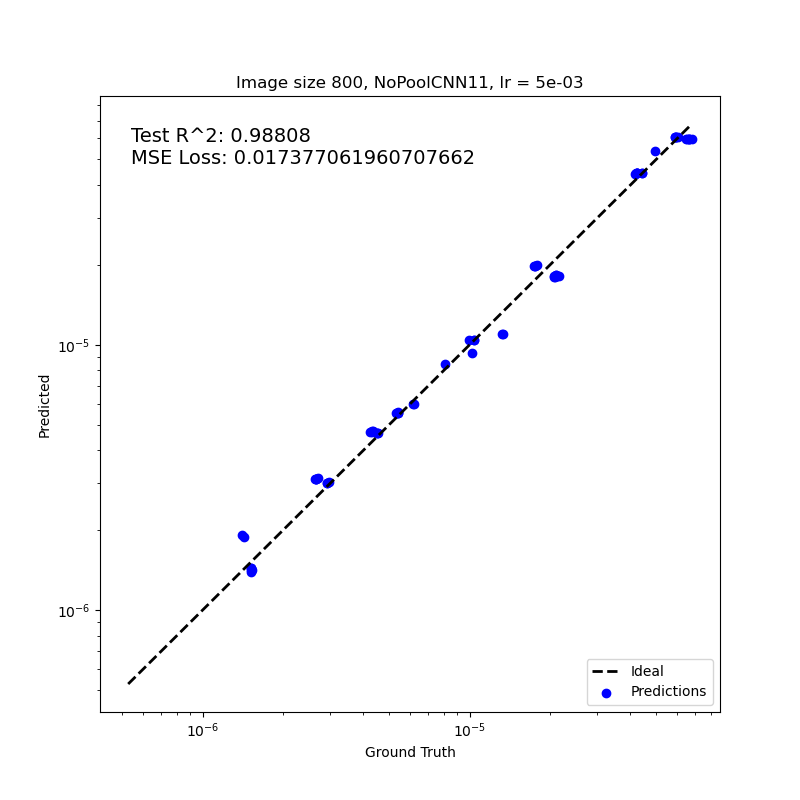 Image size 800, NoPoolCNN11, lr = 5e-03
Test R^2: 0.98808
MSE Loss: 0.017377061960707662
10⁻⁵
Predicted
10⁻⁶
Ideal
Predictions
10⁻⁶ 10⁻⁵
Ground Truth